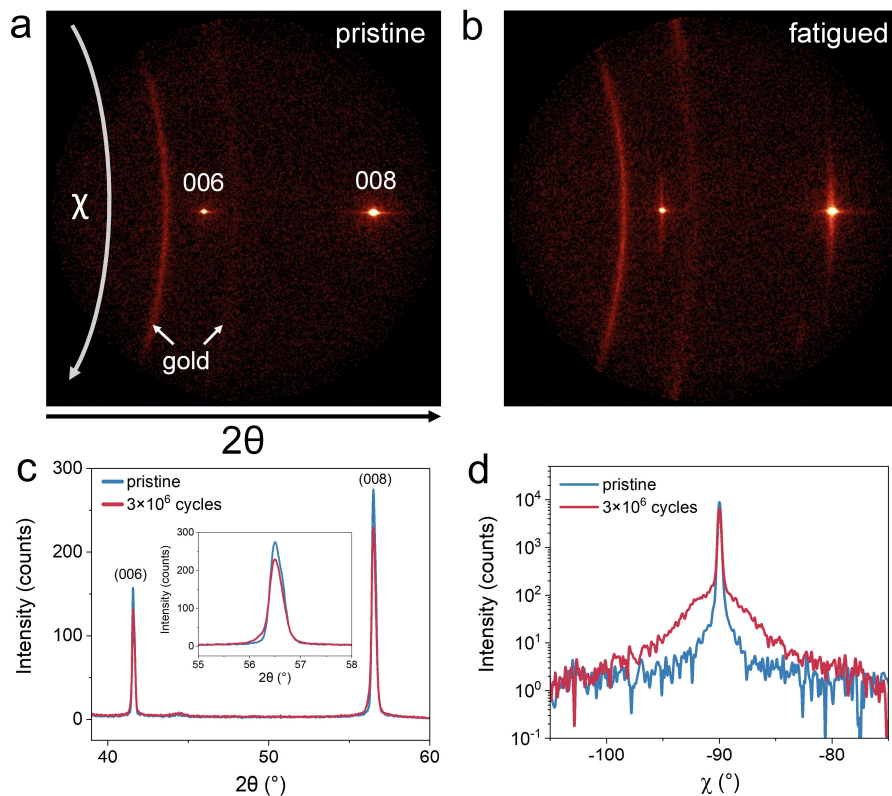 a
pristine
006
008
χ
gold
2θ
b
fatigued
c
300
200
100
0
Intensity (counts)
pristine
3×10⁶ cycles
(006)
(008)
300
200
100
0
Intensity (counts)
55 56 57 58
2θ (°)
40 50 60
2θ (°)
d
10⁴
10³
10²
10¹
10⁰
10⁻¹
Intensity (counts)
pristine
3×10⁶ cycles
-100 -90 -80
χ (°)